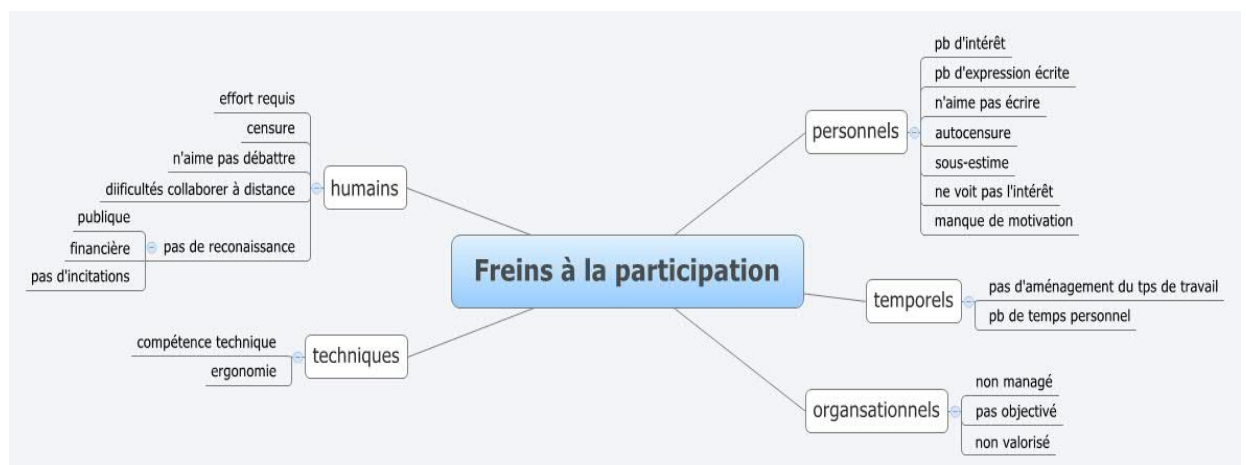 Freins à la participation
personnels
pb d'intérêt
pb d'expression écrite
n'aime pas écrire
autocensure
sous-estime
ne voit pas l'intérêt
manque de motivation
temporels
pas d'aménagement du tps de travail
pb de temps personnel
organsationnels
non managé
pas objectivé
non valorisé
humains
effort requis
censure
n'aime pas débattre
diificultés collaborer à distance
pas de reconaissance
publique
financière
pas d'incitations
techniques
compétence technique
ergonomie